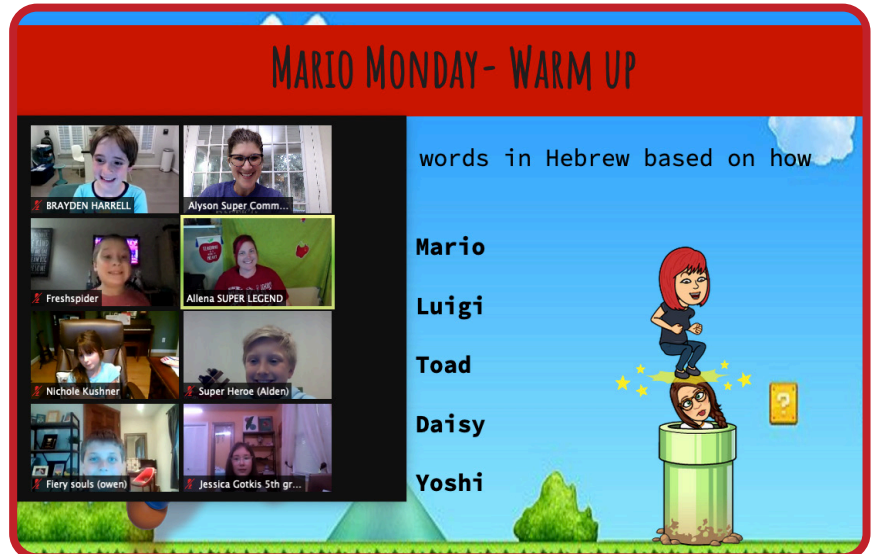 MARIO MONDAY- WARM UP
words in Hebrew based on how
BRAYDEN HARRELL
Alyson Super Comm...
Freshspider
Allena SUPER LEGEND
Nichole Kushner
Super Heroe (Alden)
Fiery souls (owen)
Jessica Gotkis 5th gr...
Mario
Luigi
Toad
Daisy
Yoshi
?